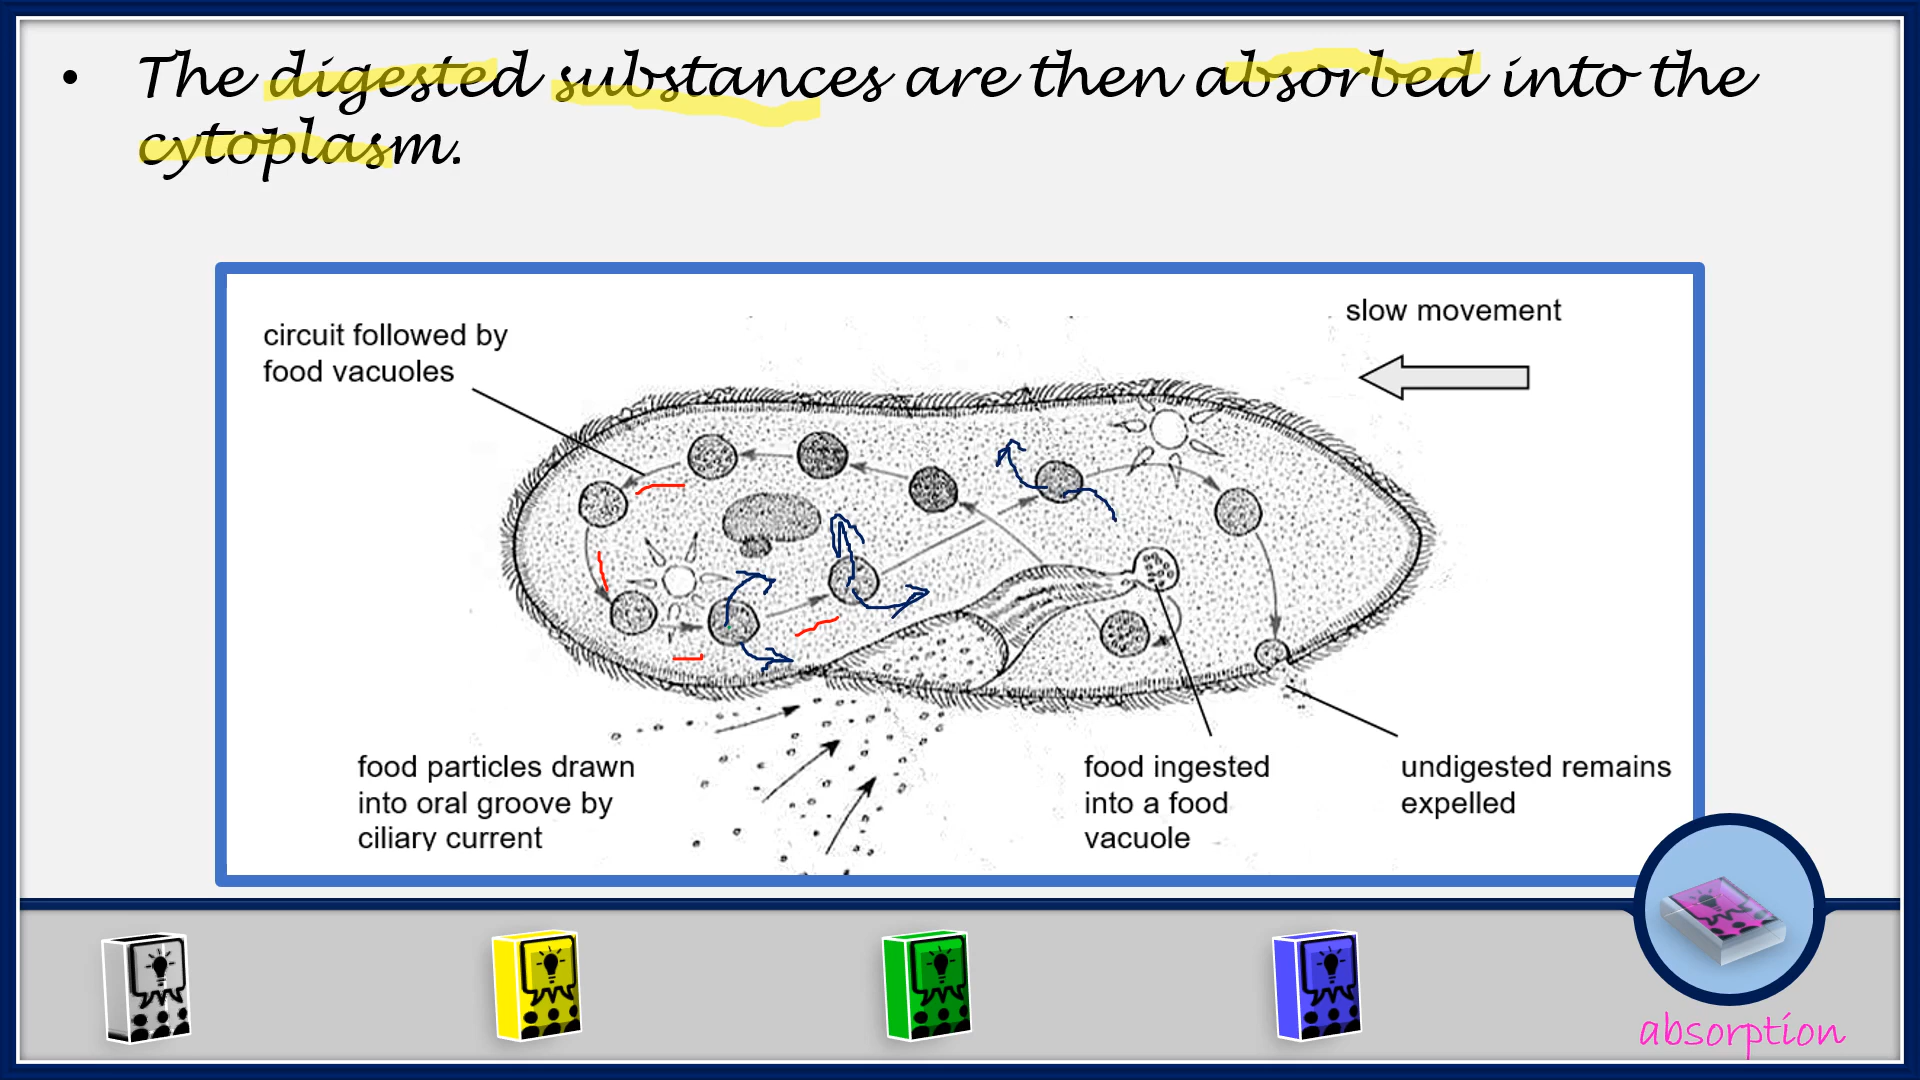 • The digested substances are then absorbed into the
cytoplasm.
slow movement
circuit followed by
food vacuoles
food particles drawn
into oral groove by
ciliary current
food ingested
into a food
vacuole
undigested remains
expelled
absorption